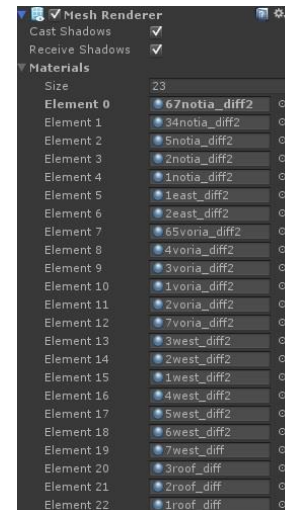 Mesh Renderer
Cast Shadows
Receive Shadows
Materials
Size 23
Element 0 67notia_diff2
Element 1 34notia_diff2
Element 2 5notia_diff2
Element 3 2notia_diff2
Element 4 1notia_diff2
Element 5 1east_diff2
Element 6 2east_diff2
Element 7 65voria_diff2
Element 8 4voria_diff2
Element 9 3voria_diff2
Element 10 1voria_diff2
Element 11 2voria_diff2
Element 12 7voria_diff2
Element 13 3west_diff2
Element 14 2west_diff2
Element 15 1west_diff2
Element 16 4west_diff2
Element 17 5west_diff2
Element 18 6west_diff2
Element 19 7west_diff
Element 20 3roof_diff
Element 21 2roof_diff
Element 22 1roof_diff